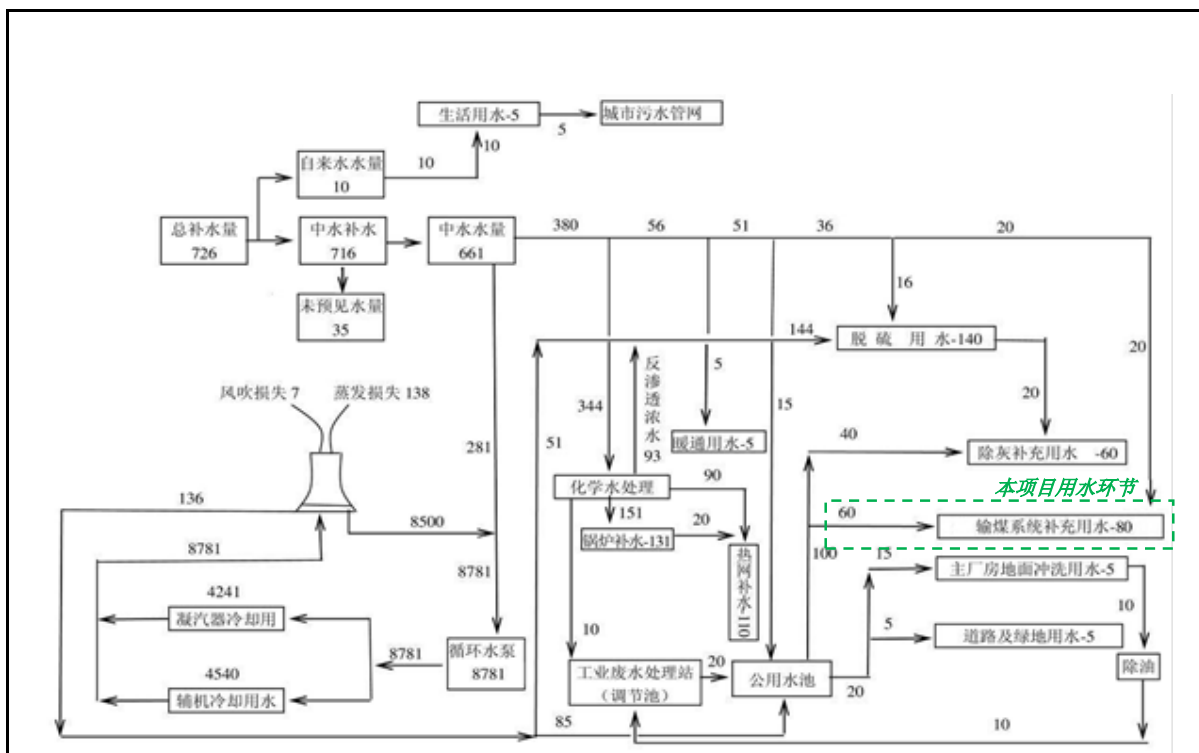 生活用水-5
城市污水管网
5
10
自来水水量
10
10
总补水量
726
中水补水
716
中水水量
661
380
56
51
36
20
未预见水量
35
16
144
脱 硫 用 水-140
20
风吹损失 7
蒸发损失 138
反渗透浓水
93
5
344
15
20
281
51
暖通用水-5
40
除灰补充用水 -60
本项目用水环节
136
化学水处理
90
8500
151
20
60
输煤系统补充用水-80
锅炉补水-131
100
8781
8781
热网补水-110
15
主厂房地面冲洗用水-5
4241
凝汽器冷却用
10
10
5
道路及绿地用水-5
8781
循环水泵
8781
4540
辅机冷却用水
工业废水处理站
（调节池）
20
公用水池
20
除油
85
10